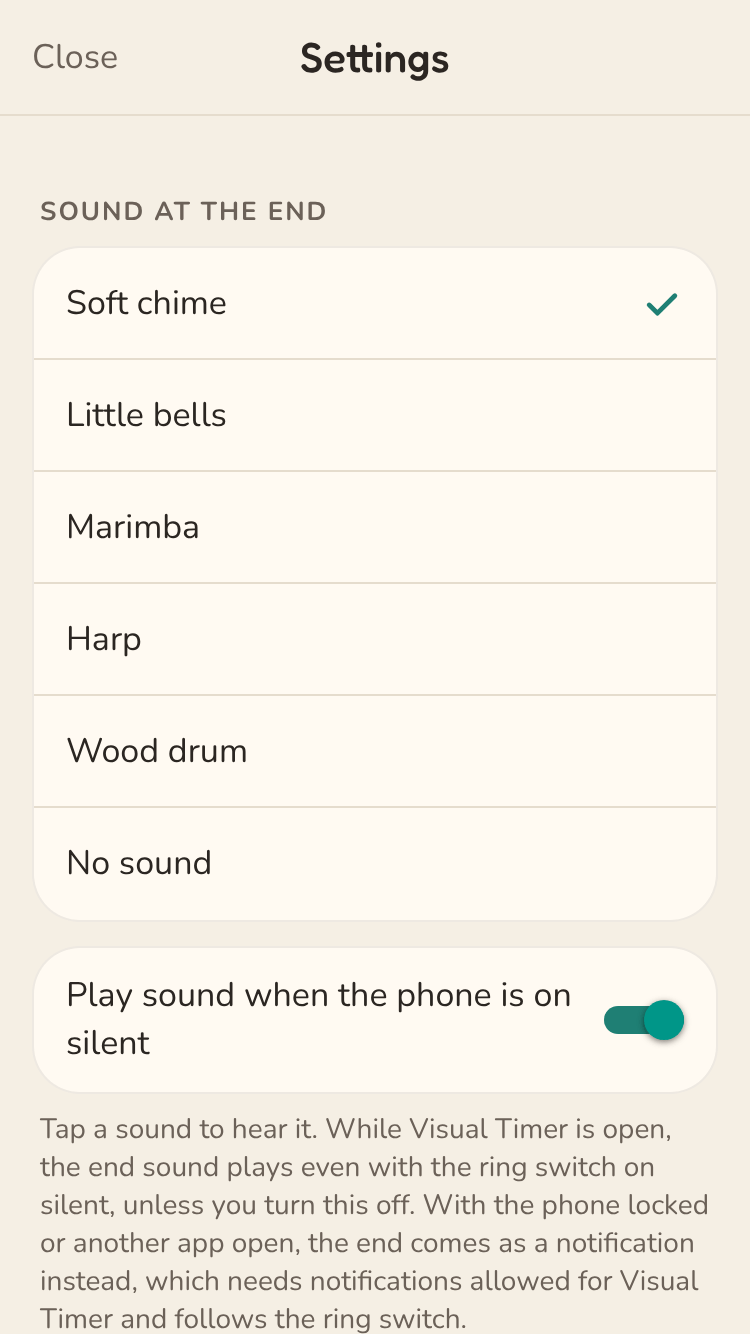 Close
Settings
SOUND AT THE END
Soft chime
Little bells
Marimba
Harp
Wood drum
No sound
Play sound when the phone is on
silent
Tap a sound to hear it. While Visual Timer is open,
the end sound plays even with the ring switch on
silent, unless you turn this off. With the phone locked
or another app open, the end comes as a notification
instead, which needs notifications allowed for Visual
Timer and follows the ring switch.